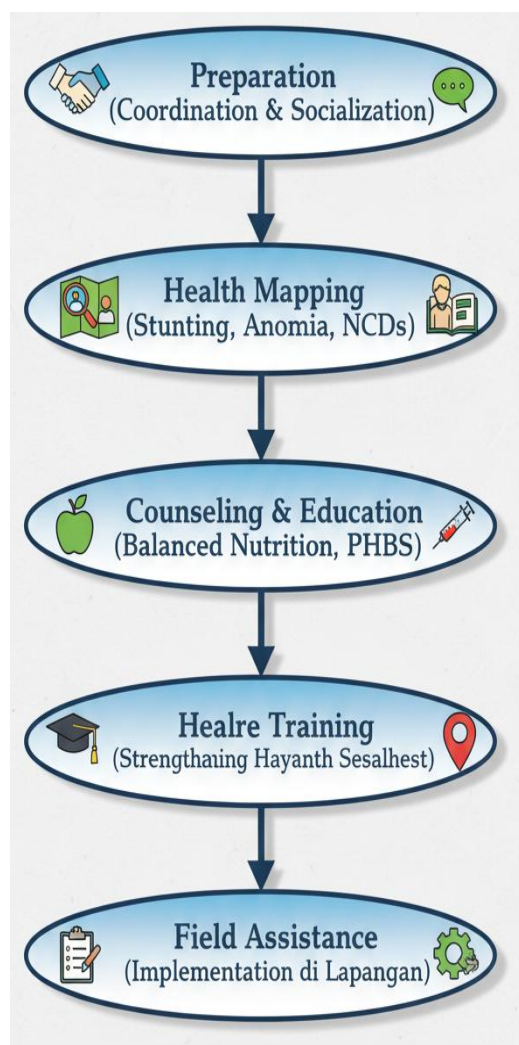 Preparation
(Coordination & Socialization)
Health Mapping
(Stunting, Anomia, NCDs)
Counseling & Education
(Balanced Nutrition, PHBS)
Healre Training
(Strengthaiıng Hayanth Sesalhest)
Field Assistance
(Implementation di Lapangan)